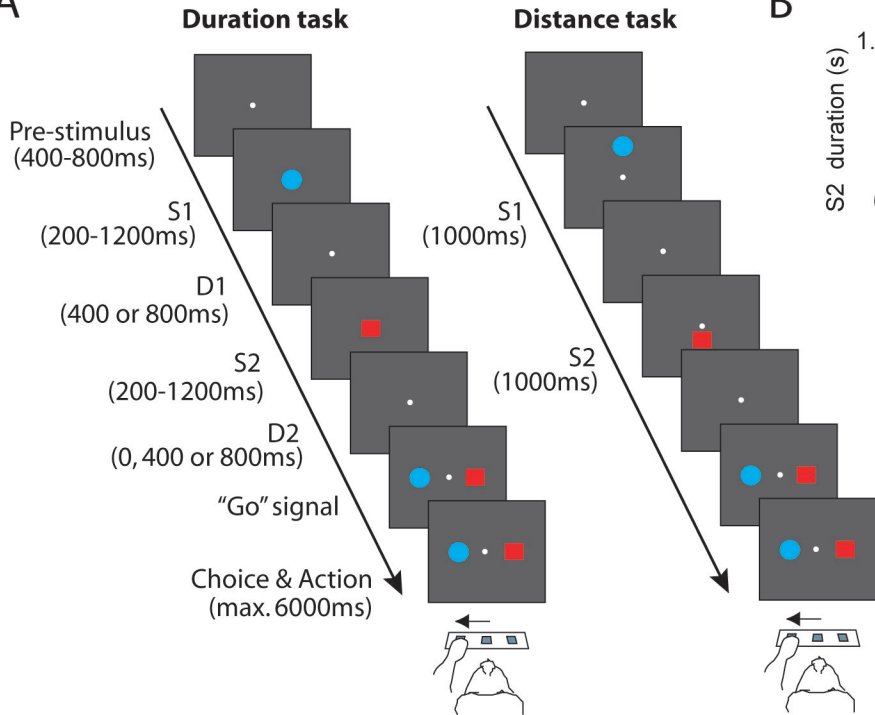 A
Duration task
Distance task
B
Pre-stimulus
(400-800ms)
S1
(200-1200ms)
D1
(400 or 800ms)
S2
(200-1200ms)
D2
(0, 400 or 800ms)
"Go" signal
Choice & Action
(max. 6000ms)
S1
(1000ms)
S2
(1000ms)
S2 duration (s)
1.